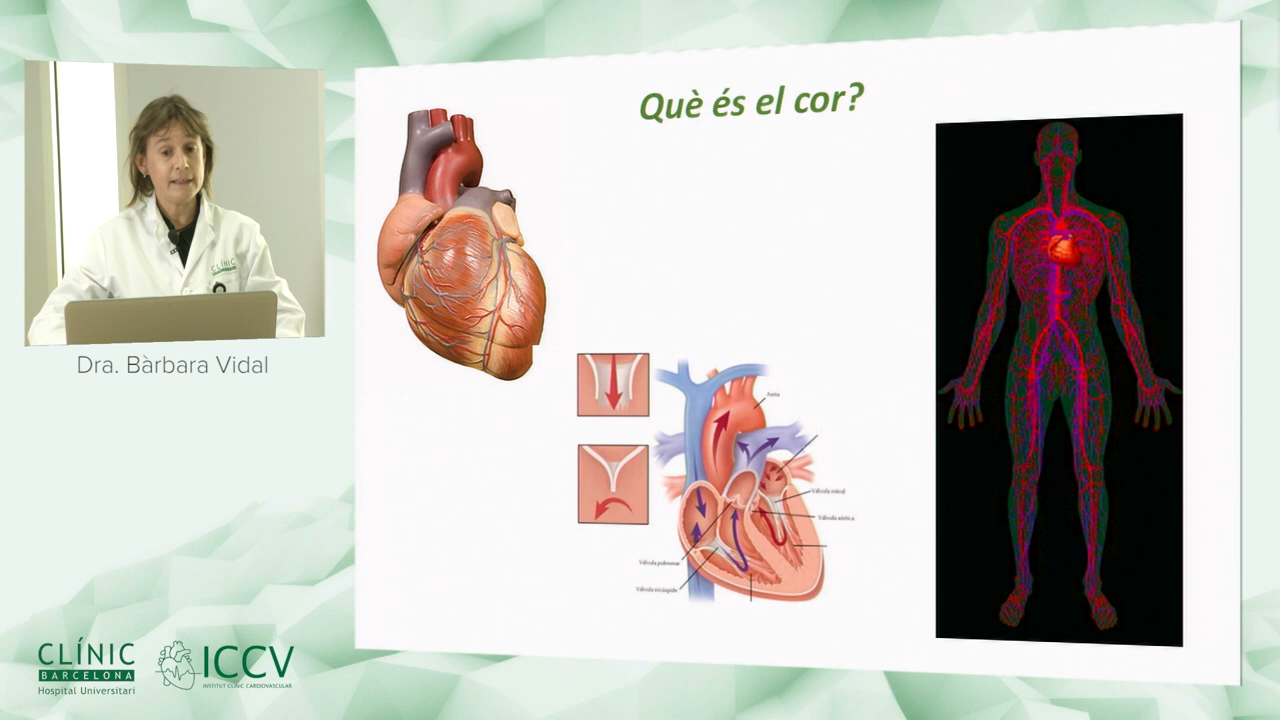 Què és el cor?
CLÍNIC
Dra. Bàrbara Vidal
Aorta
Válvula mitral
Válvula aórtica
Válvula pulmonar
Válvula tricúspide
CLÍNIC
BARCELONA
Hospital Universitari
ICCV
INSTITUT CLÍNIC CARDIOVASCULAR